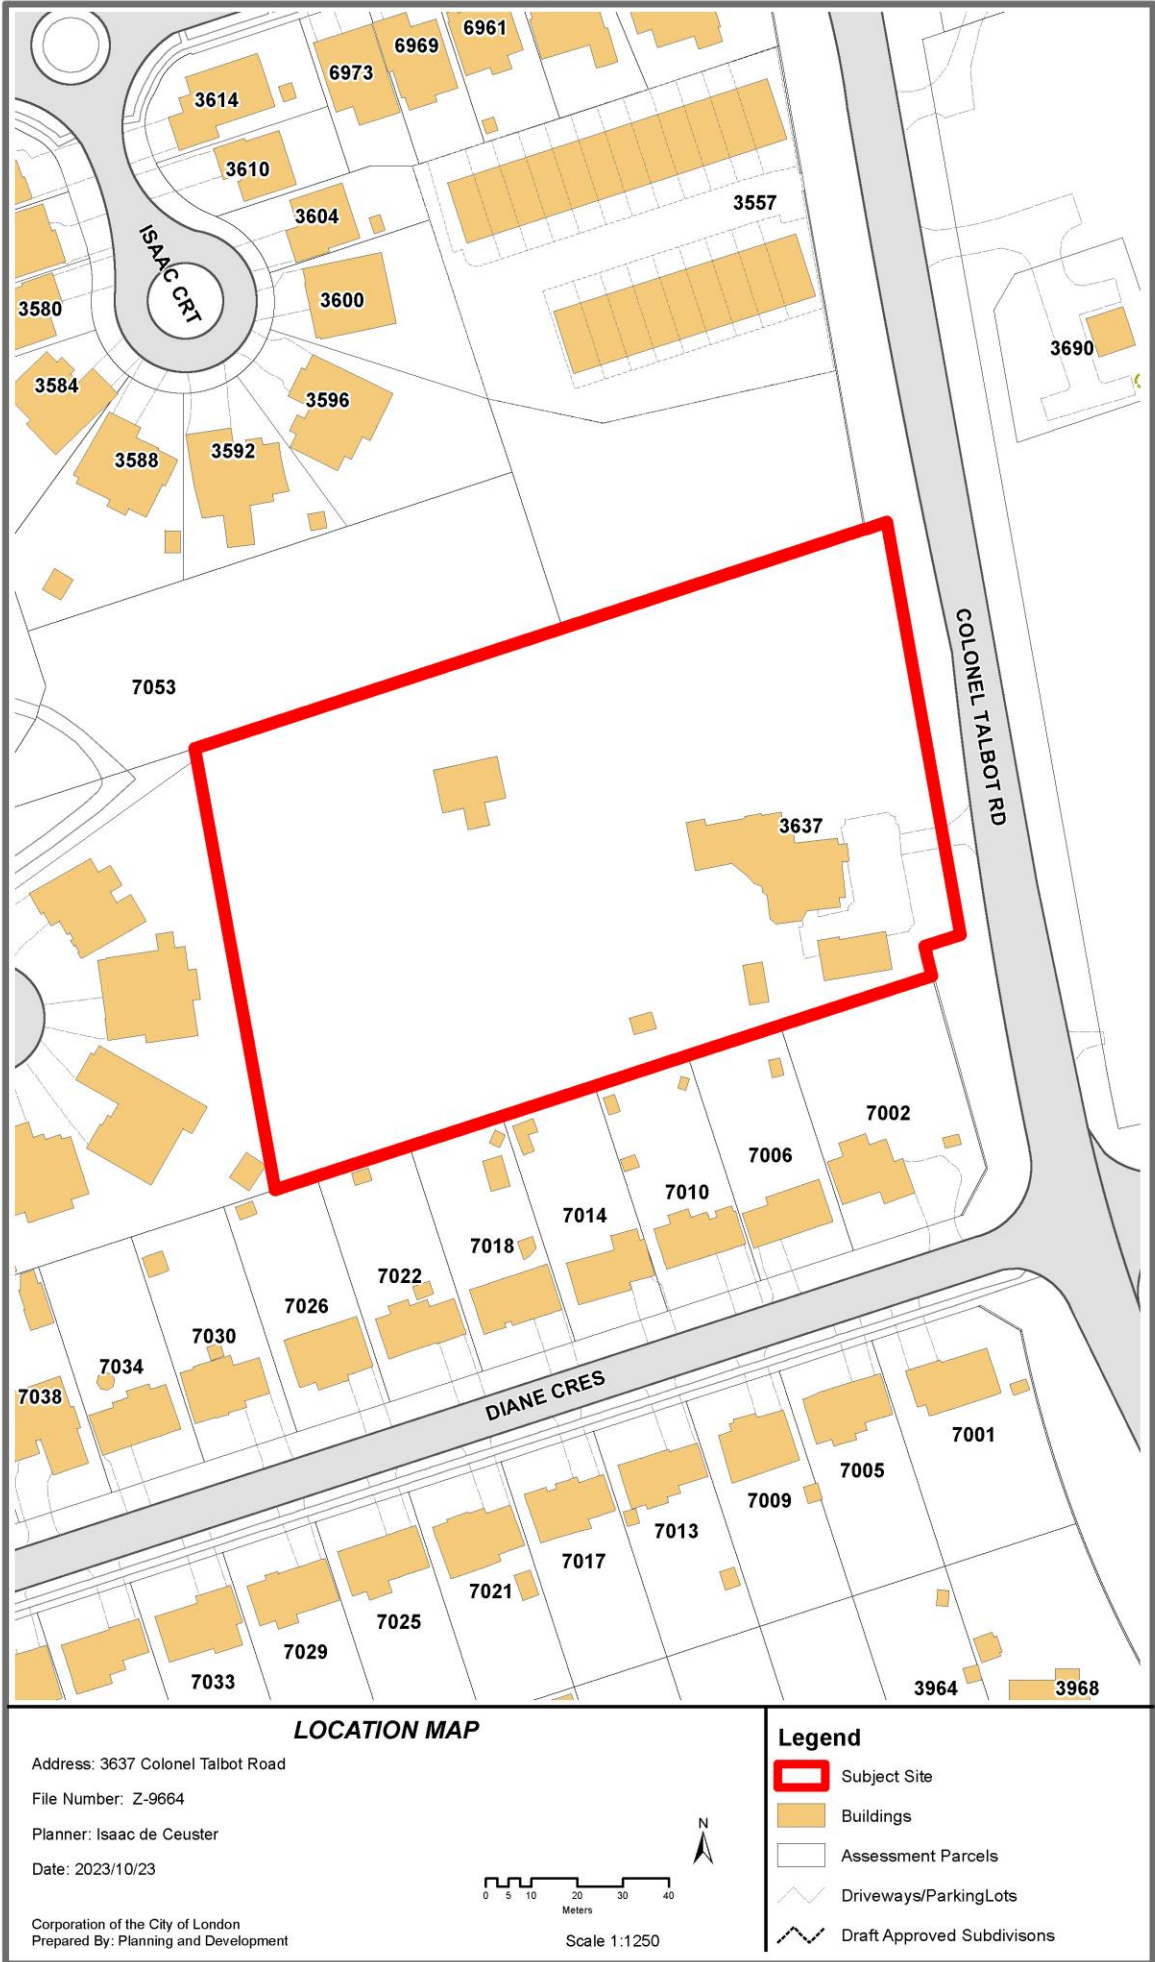 6961
6969
6973
3614
3610
3604
3557
ISAAC CRT
3600
3580
3690
3584
3596
3592
3588
COLONEL TALBOT RD
7053
3637
7002
7006
7010
7014
7018
7022
7026
7030
7034
7038
DIANE CRES
7001
7005
7009
7013
7017
7021
7025
7029
7033
3964
3968
LOCATION MAP
Address: 3637 Colonel Talbot Road
File Number: Z-9664
Planner: Isaac de Ceuster
Date: 2023/10/23
Corporation of the City of London
Prepared By: Planning and Development
N
0 5 10 20 30 40
Meters
Scale 1:1250
Legend
Subject Site
Buildings
Assessment Parcels
Driveways/ParkingLots
Draft Approved Subdivisons